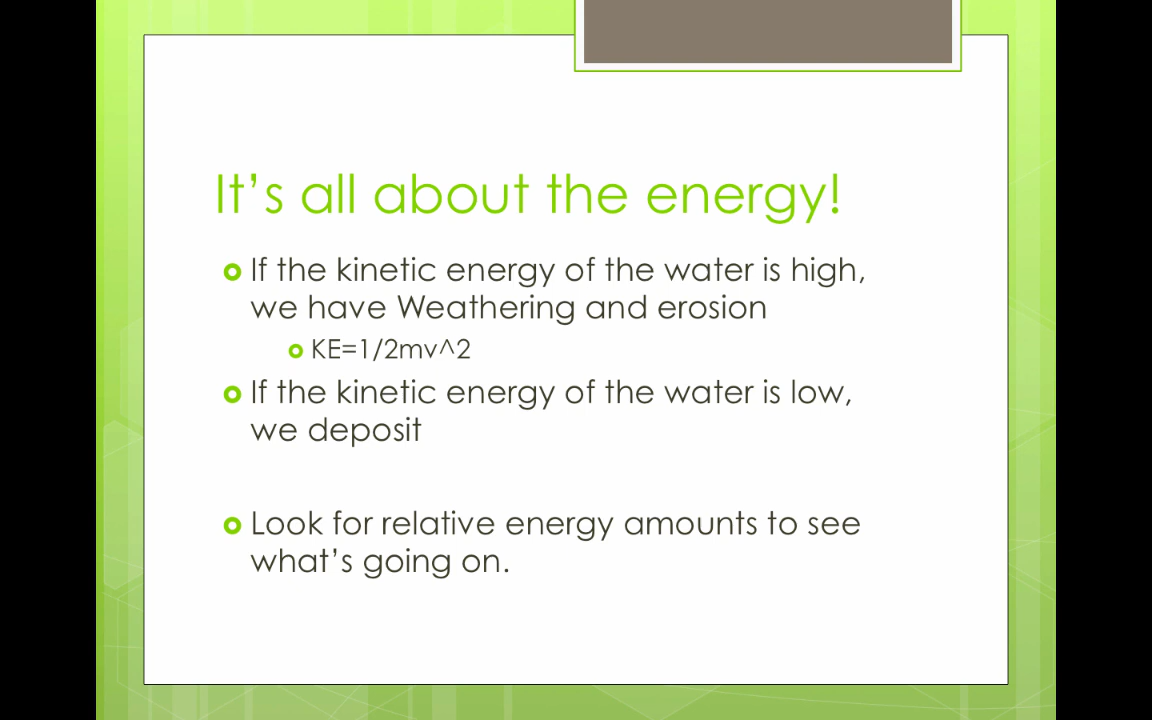 It's all about the energy!
If the kinetic energy of the water is high,
we have Weathering and erosion
KE=1/2mv^2
If the kinetic energy of the water is low,
we deposit
Look for relative energy amounts to see
what's going on.